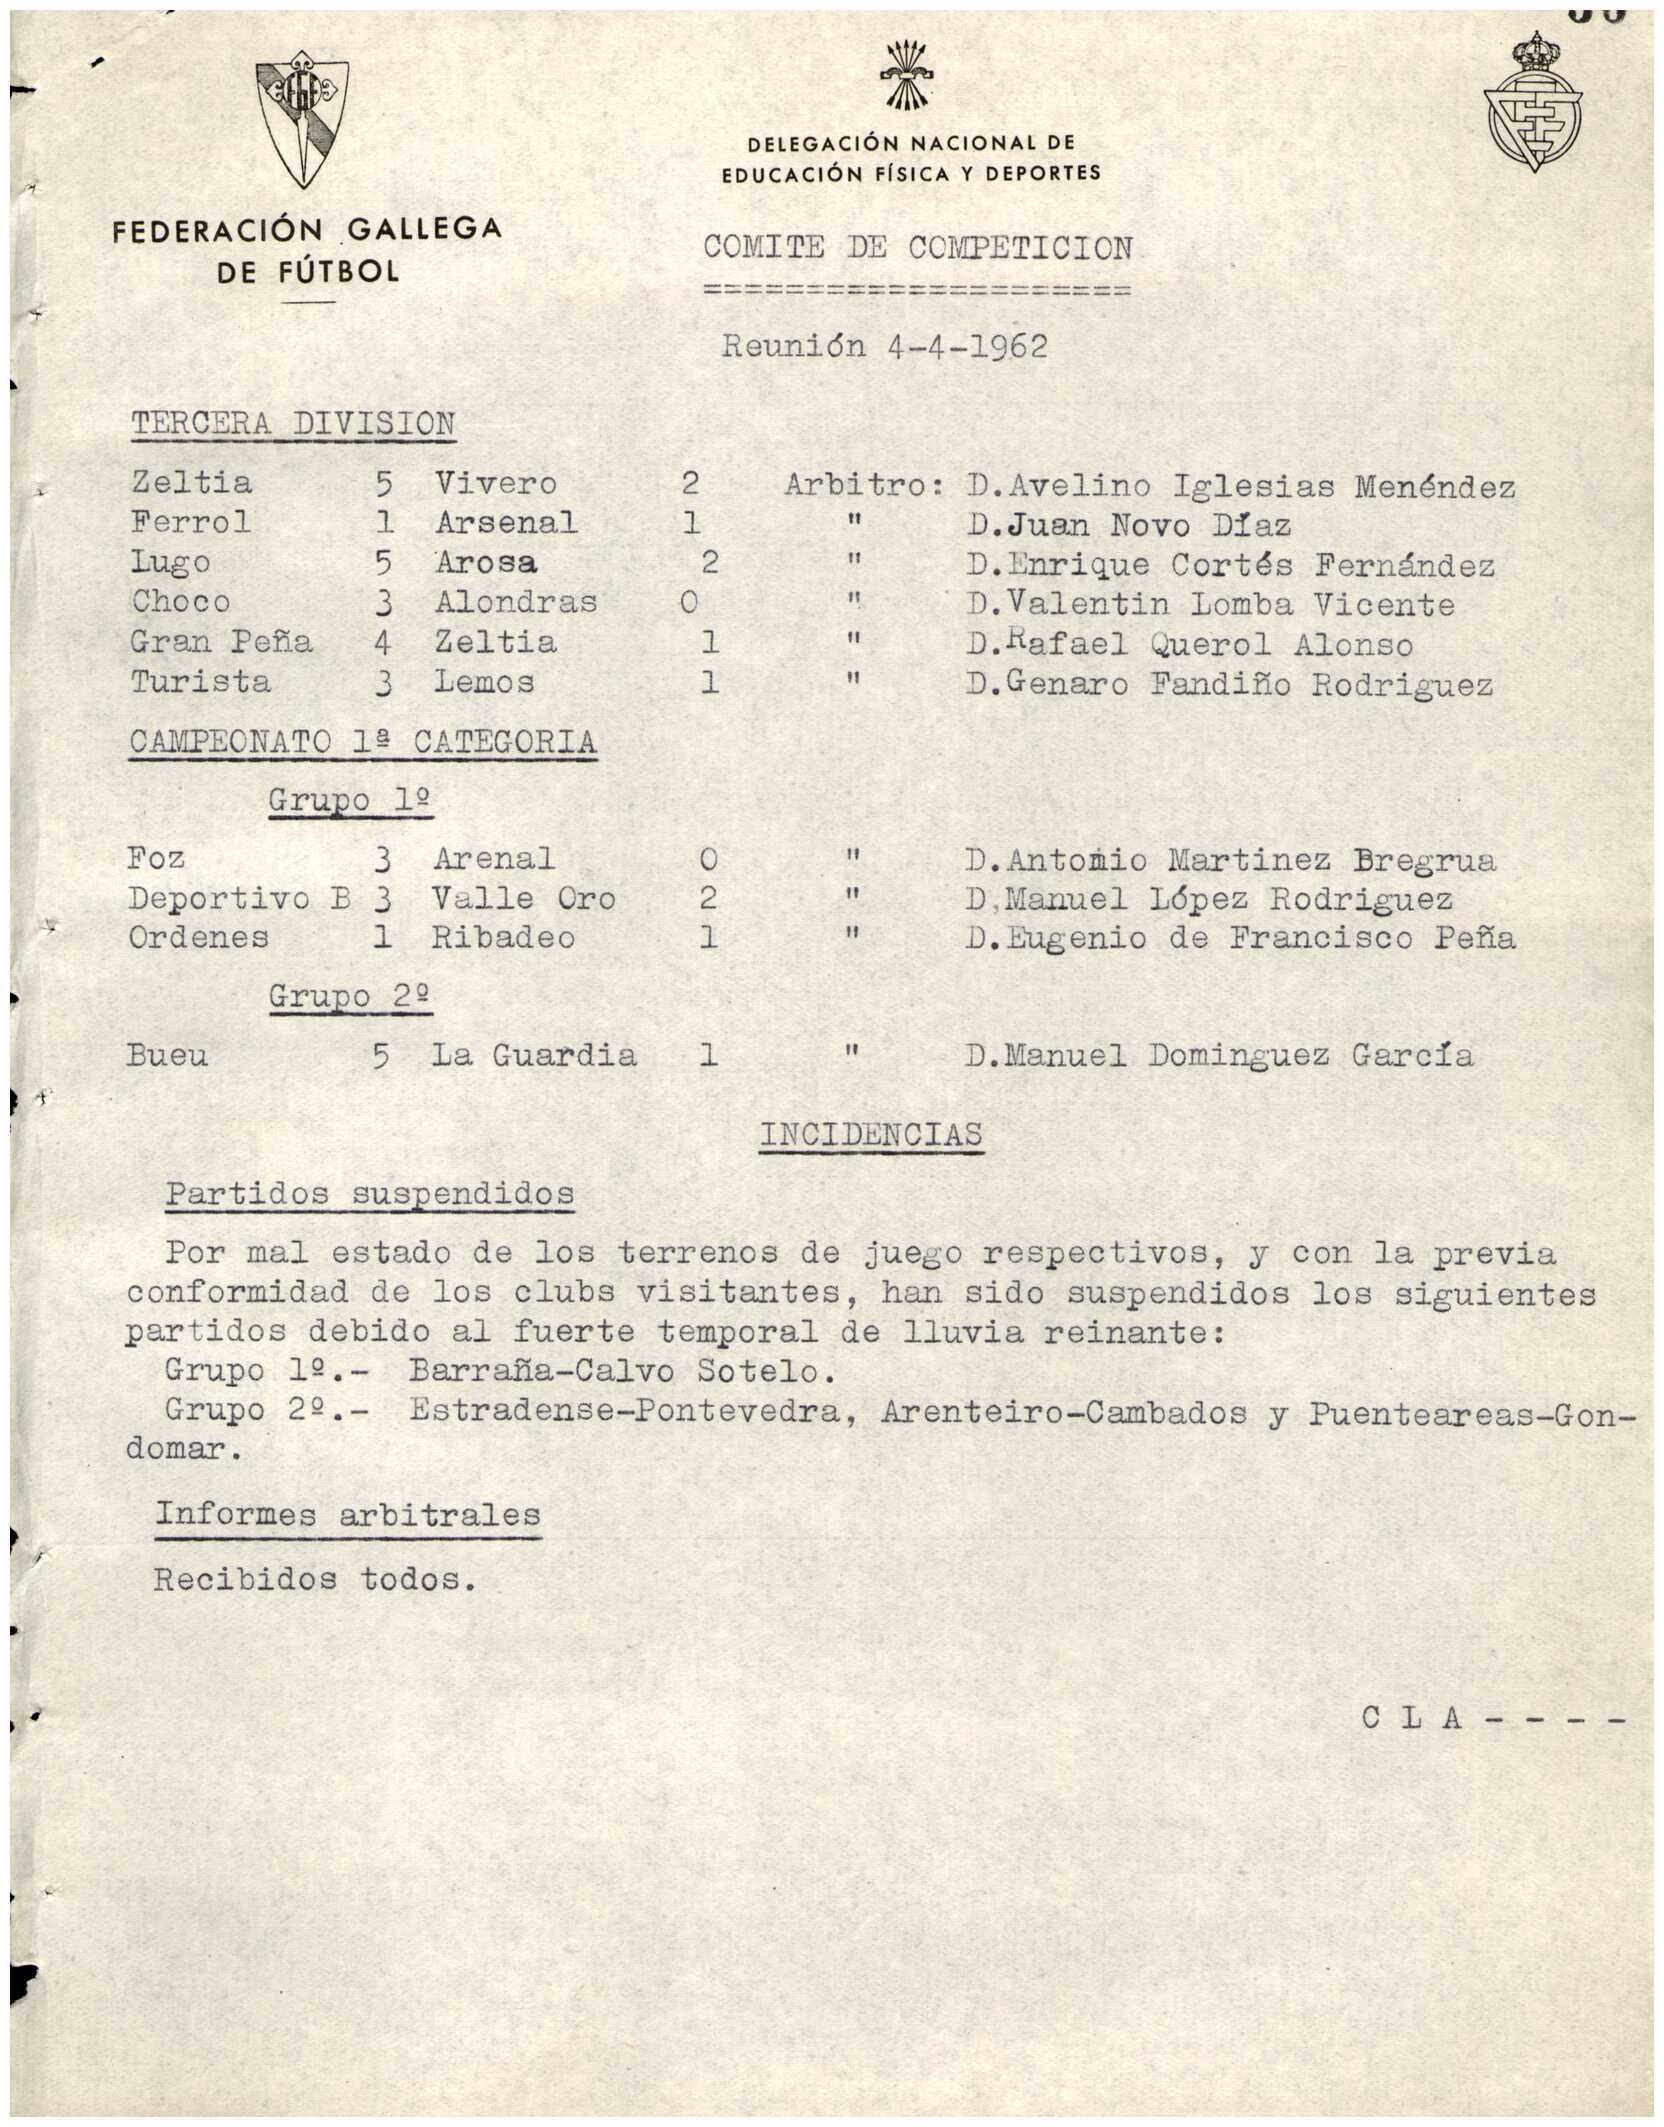 FEDERACIÓN GALLEGA
DE FÚTBOL
DELEGACIÓN NACIONAL DE
EDUCACIÓN FÍSICA Y DEPORTES
COMITE DE COMPETICION
=====================
Reunión 4-4-1962
TERCERA DIVISION
Zeltia 5 Vivero 2 Arbitro: D.Avelino Iglesias Menéndez
Ferrol 1 Arsenal 1 " D.Juan Novo Díaz
Lugo 5 Arosa 2 " D.Enrique Cortés Fernández
Choco 3 Alondras 0 " D.Valentin Lomba Vicente
Gran Peña 4 Zeltia 1 " D.Rafael Querol Alonso
Turista 3 Lemos 1 " D.Genaro Fandiño Rodriguez
CAMPEONATO 1ª CATEGORIA
Grupo 1º
Foz 3 Arenal 0 " D.Antonio Martinez Bregrua
Deportivo B 3 Valle Oro 2 " D.Manuel López Rodriguez
Ordenes 1 Ribadeo 1 " D.Eugenio de Francisco Peña
Grupo 2º
Bueu 5 La Guardia 1 " D.Manuel Dominguez García
INCIDENCIAS
Partidos suspendidos
Por mal estado de los terrenos de juego respectivos, y con la previa
conformidad de los clubs visitantes, han sido suspendidos los siguientes
partidos debido al fuerte temporal de lluvia reinante:
Grupo 1º.- Barraña-Calvo Sotelo.
Grupo 2º.- Estradense-Pontevedra, Arenteiro-Cambados y Puenteareas-Gon-
domar.
Informes arbitrales
Recibidos todos.
C L A - - - -